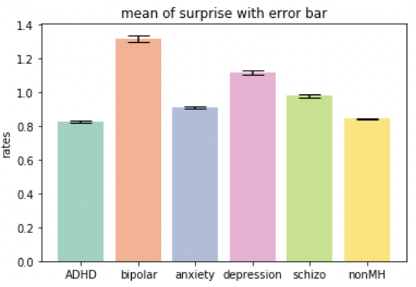 mean of surprise with error bar
1.4
1.2
1.0
0.8
0.6
0.4
0.2
0.0
rates
ADHD bipolar anxiety depression schizo nonMH